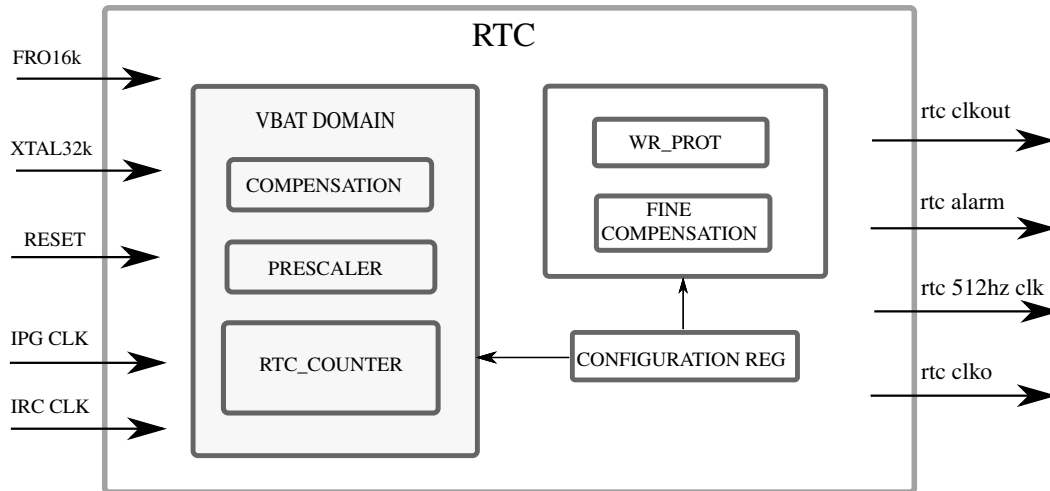 RTC
FRO16k
XTAL32k
RESET
IPG CLK
IRC CLK
VBAT DOMAIN
COMPENSATION
PRESCALER
RTC_COUNTER
WR_PROT
FINE
COMPENSATION
CONFIGURATION REG
rtc clkout
rtc alarm
rtc 512hz clk
rtc clko